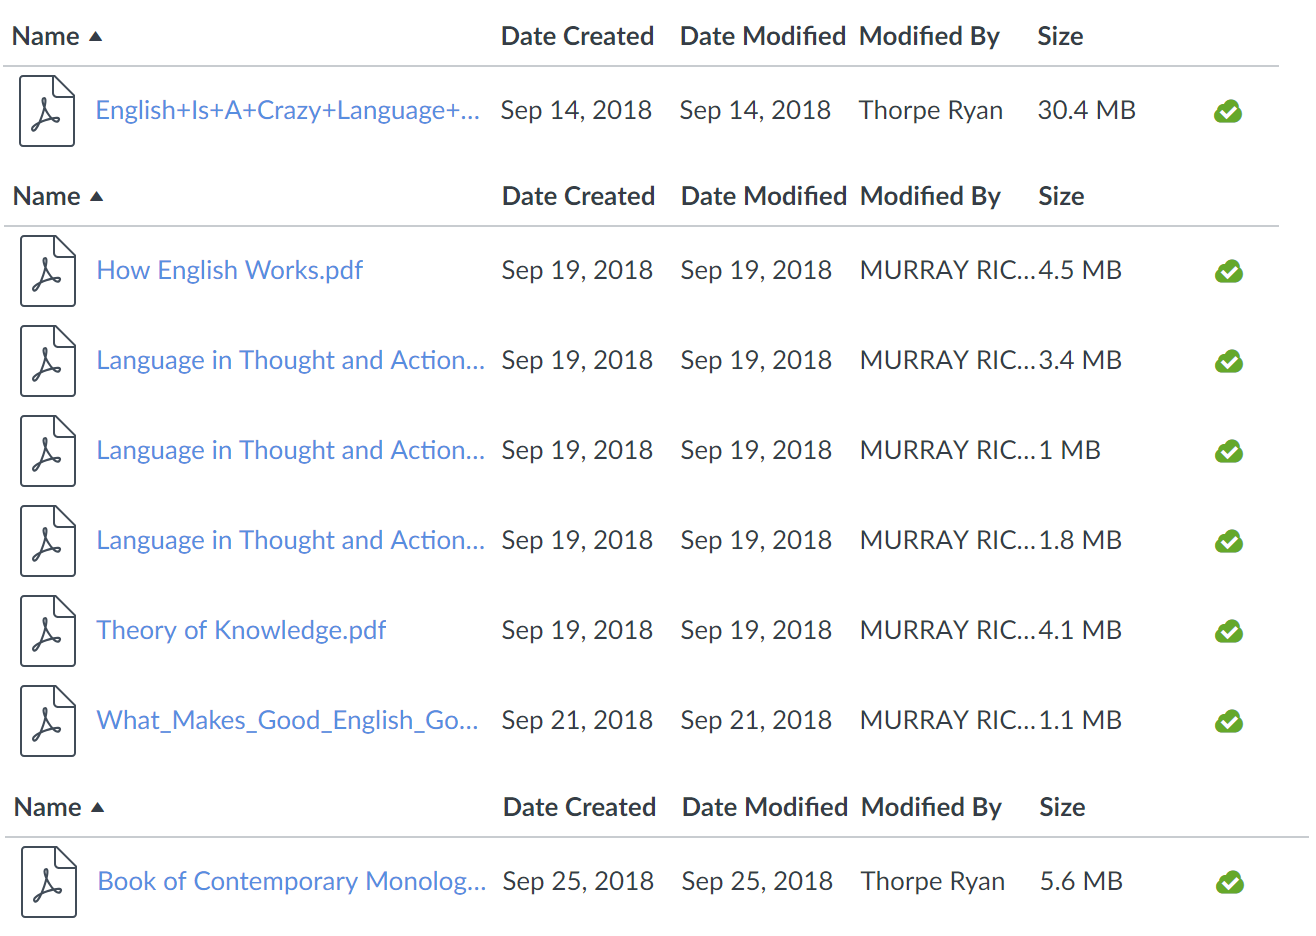 Name ▲ Date Created Date Modified Modified By Size
English+Is+A+Crazy+Language+... Sep 14, 2018 Sep 14, 2018 Thorpe Ryan 30.4 MB
Name ▲ Date Created Date Modified Modified By Size
How English Works.pdf Sep 19, 2018 Sep 19, 2018 MURRAY RIC... 4.5 MB
Language in Thought and Action... Sep 19, 2018 Sep 19, 2018 MURRAY RIC... 3.4 MB
Language in Thought and Action... Sep 19, 2018 Sep 19, 2018 MURRAY RIC... 1 MB
Language in Thought and Action... Sep 19, 2018 Sep 19, 2018 MURRAY RIC... 1.8 MB
Theory of Knowledge.pdf Sep 19, 2018 Sep 19, 2018 MURRAY RIC... 4.1 MB
What_Makes_Good_English_Go... Sep 21, 2018 Sep 21, 2018 MURRAY RIC... 1.1 MB
Name ▲ Date Created Date Modified Modified By Size
Book of Contemporary Monolog... Sep 25, 2018 Sep 25, 2018 Thorpe Ryan 5.6 MB